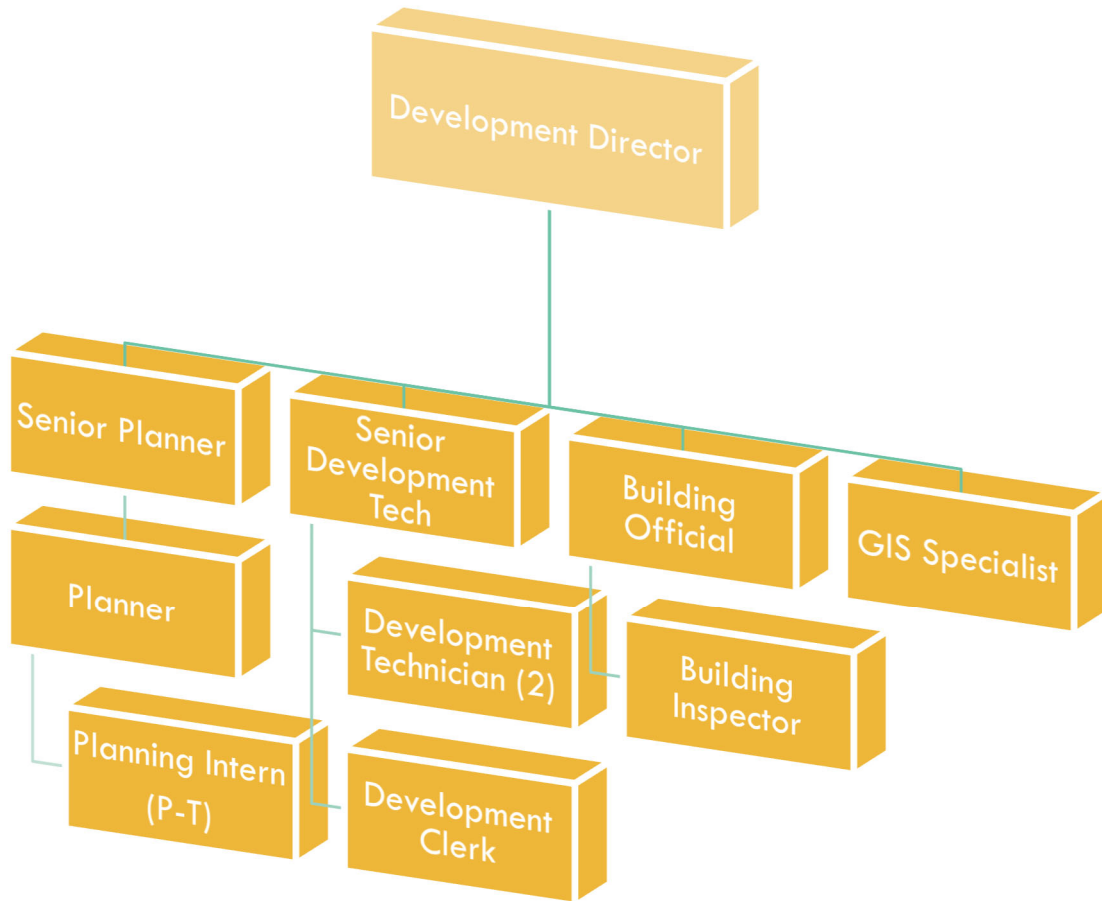 Development Director
Senior Planner
Senior
Development
Tech
Building
Official
GIS Specialist
Planner
Development
Technician (2)
Building
Inspector
Planning Intern
(P-T)
Development
Clerk